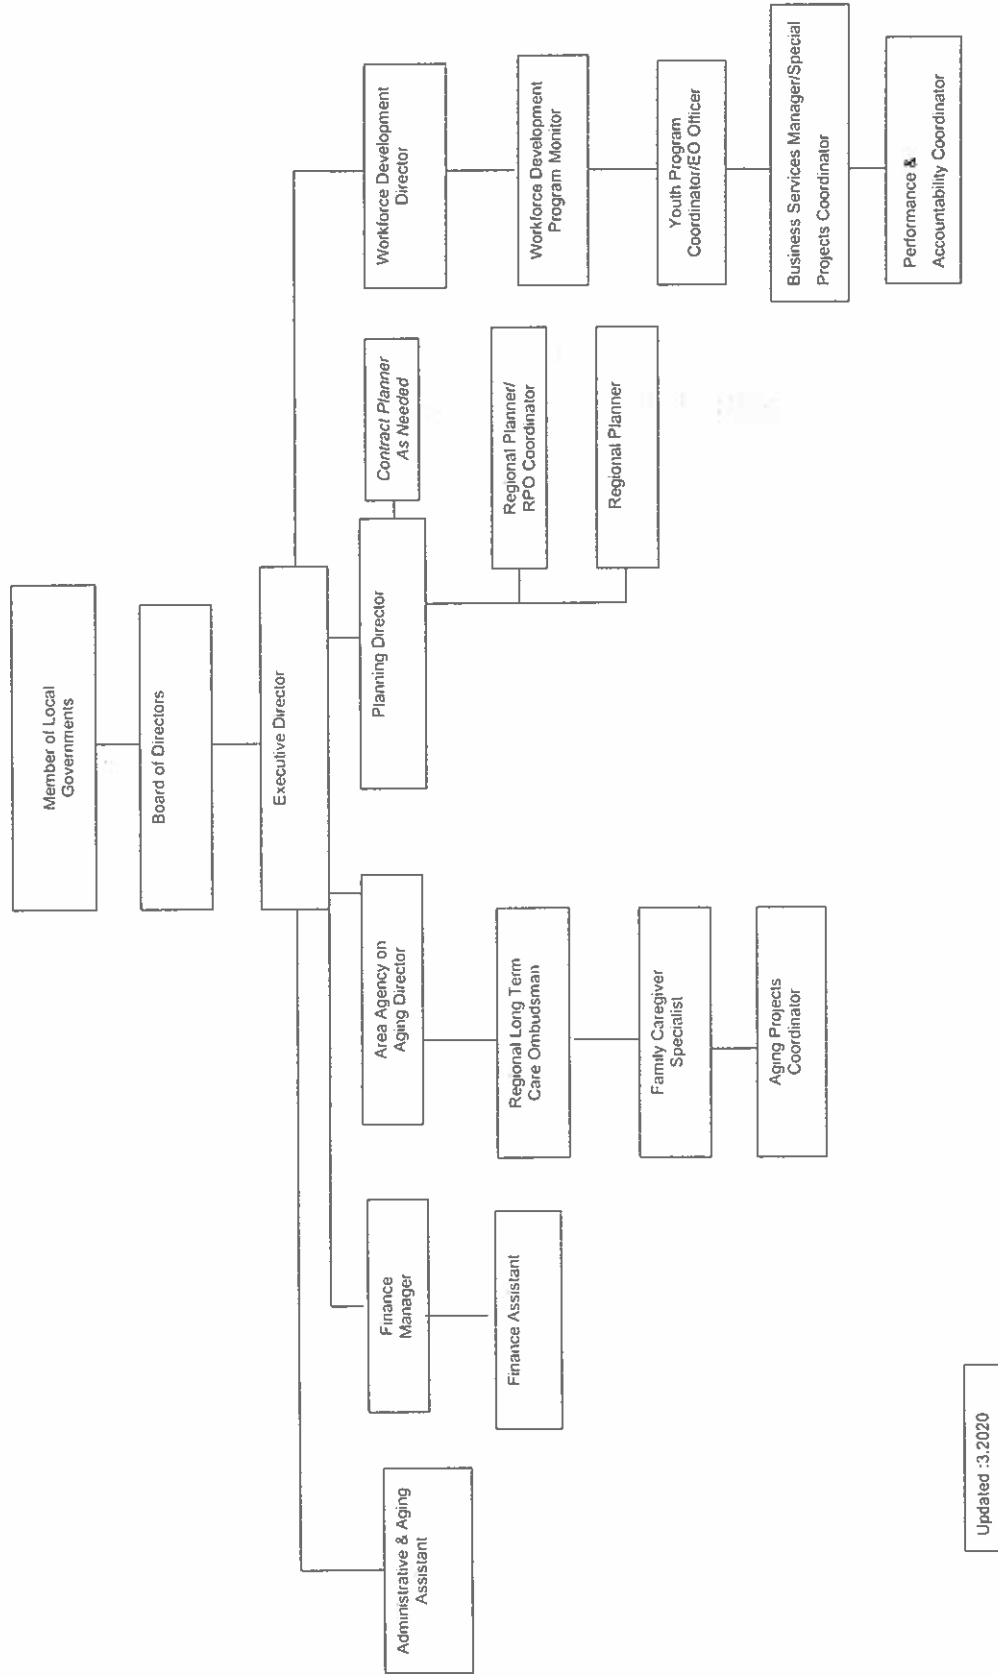 Member of Local
Governments
Board of Directors
Executive Director
Administrative & Aging
Assistant
Finance
Manager
Finance Assistant
Area Agency on
Aging Director
Regional Long Term
Care Ombudsman
Family Caregiver
Specialist
Aging Projects
Coordinator
Planning Director
Contract Planner
As Needed
Regional Planner/
RPO Coordinator
Regional Planner
Workforce Development
Director
Workforce Development
Program Monitor
Youth Program
Coordinator/EO Officer
Business Services Manager/Special
Projects Coordinator
Performance &
Accountability Coordinator
Updated :3.2020